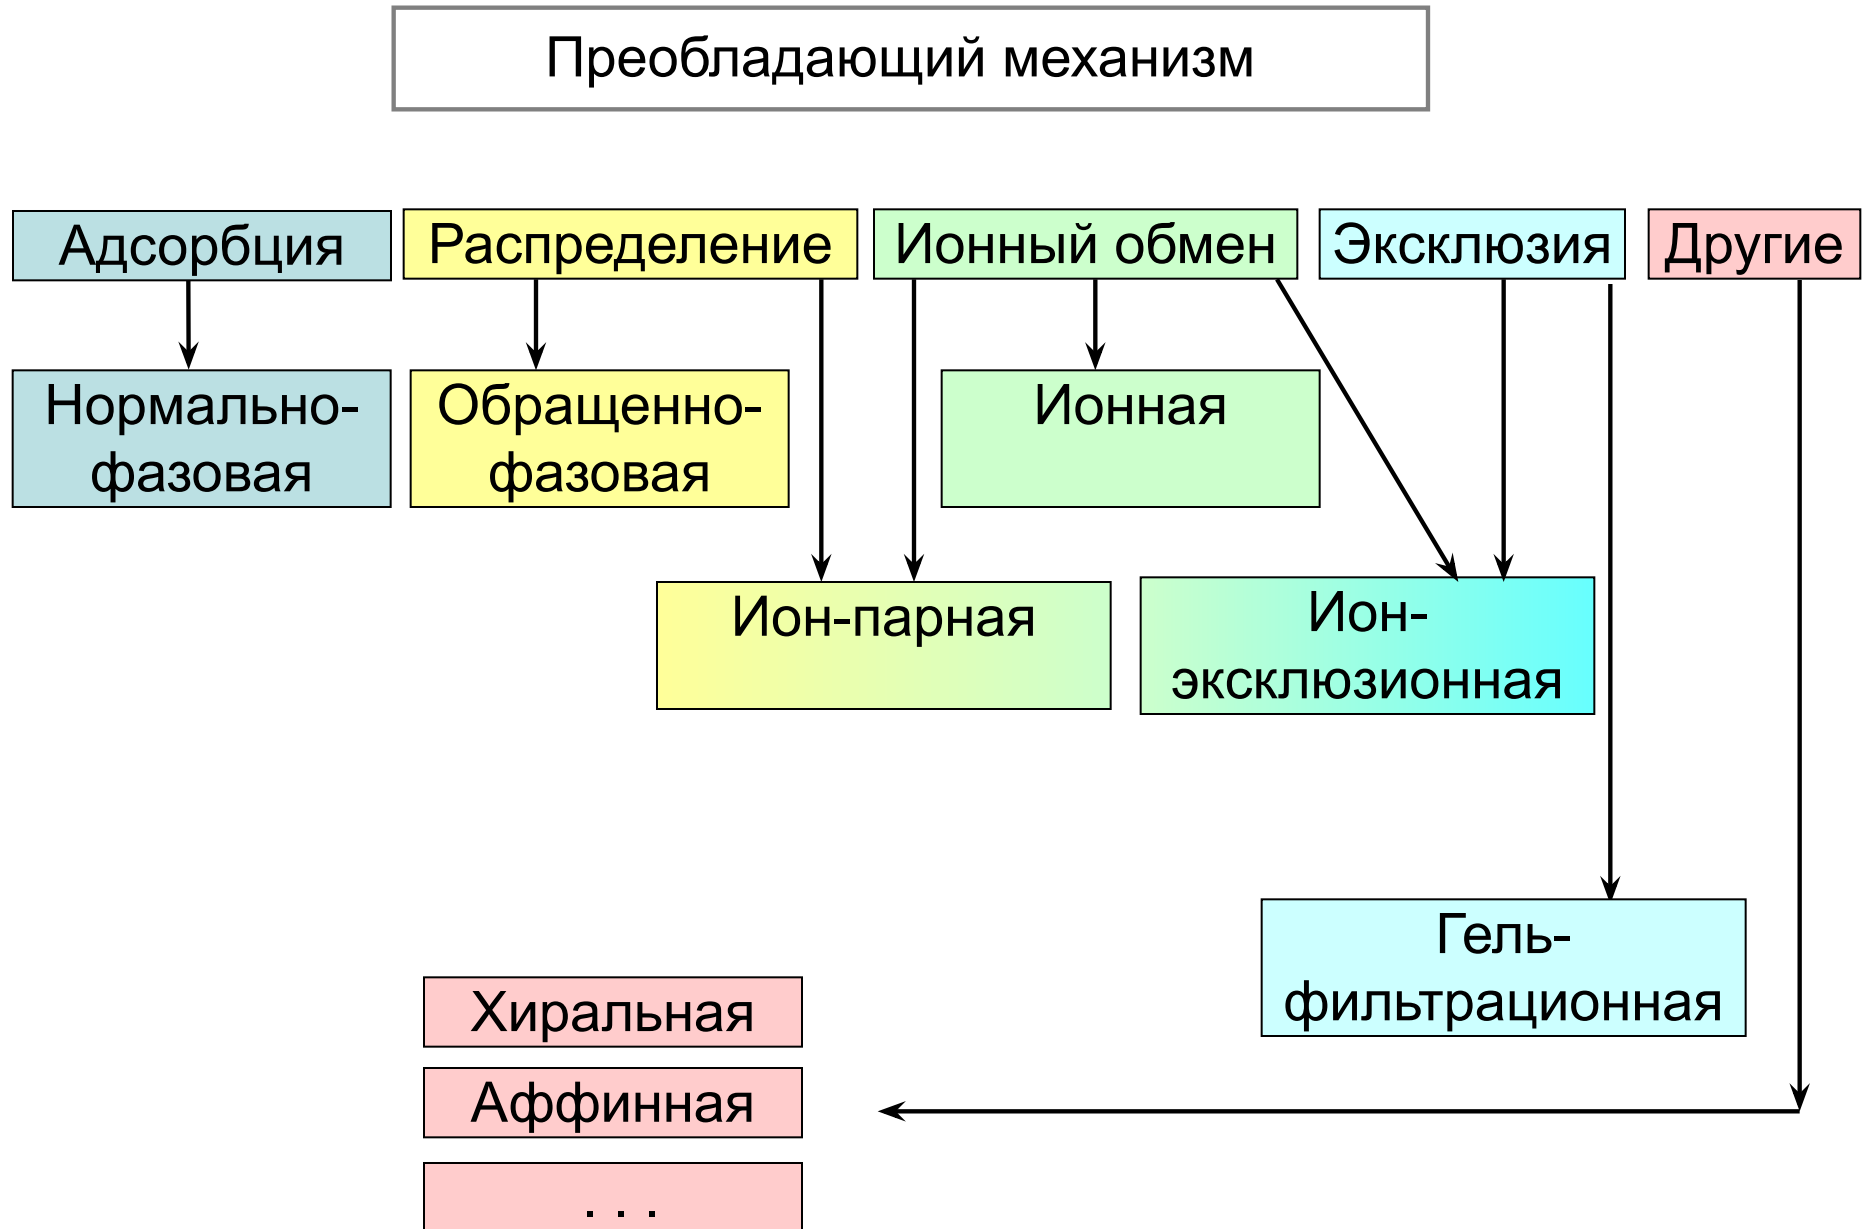 Преобладающий механизм
Адсорбция
Распределение
Ионный обмен
Эксклюзия
Другие
Нормально-
фазовая
Обращенно-
фазовая
Ионная
Ион-парная
Ион-
эксклюзионная
Гель-
фильтрационная
Хиральная
Аффинная
. . .